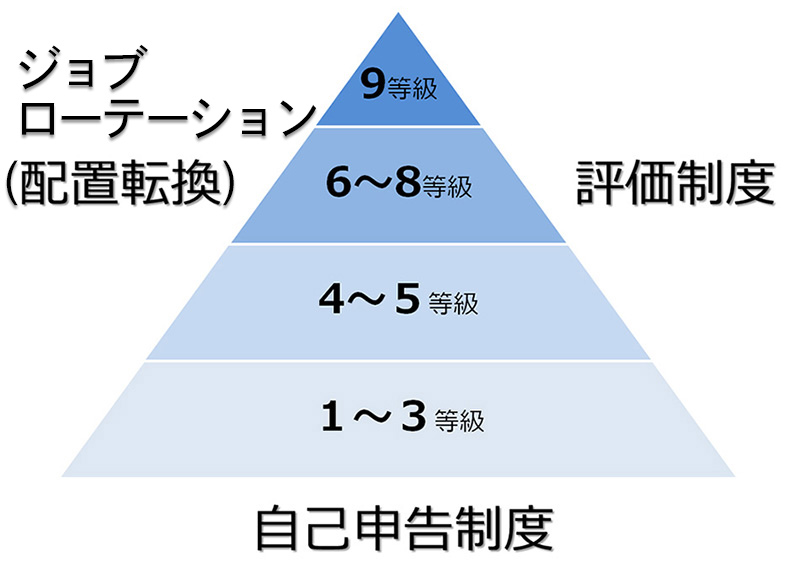 ジョブ
ローテーション
(配置転換)
評価制度
9等級
6〜8等級
4〜5 等級
1〜3 等級
自己申告制度